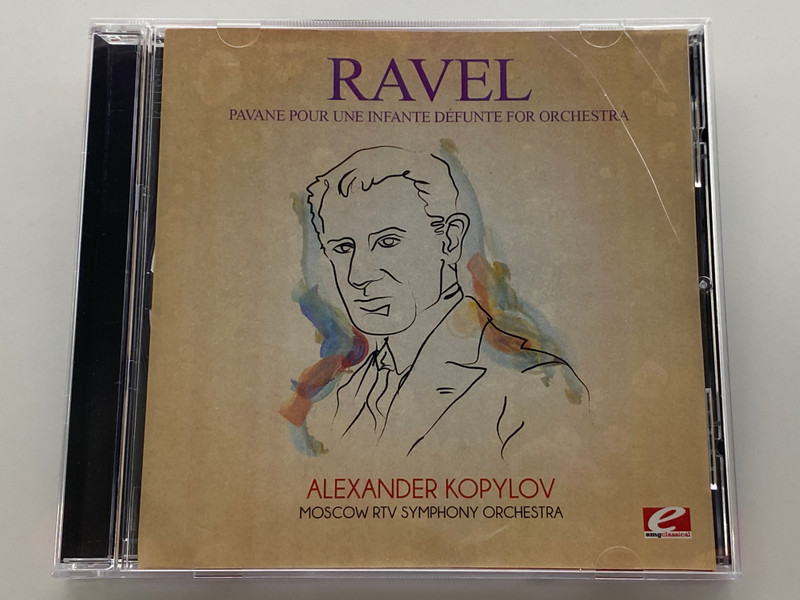 RAVEL
PAVANE POUR UNE INFANTE DÉFUNTE FOR ORCHESTRA
ALEXANDER KOPYLOV
MOSCOW RTV SYMPHONY ORCHESTRA
e
emgclassical